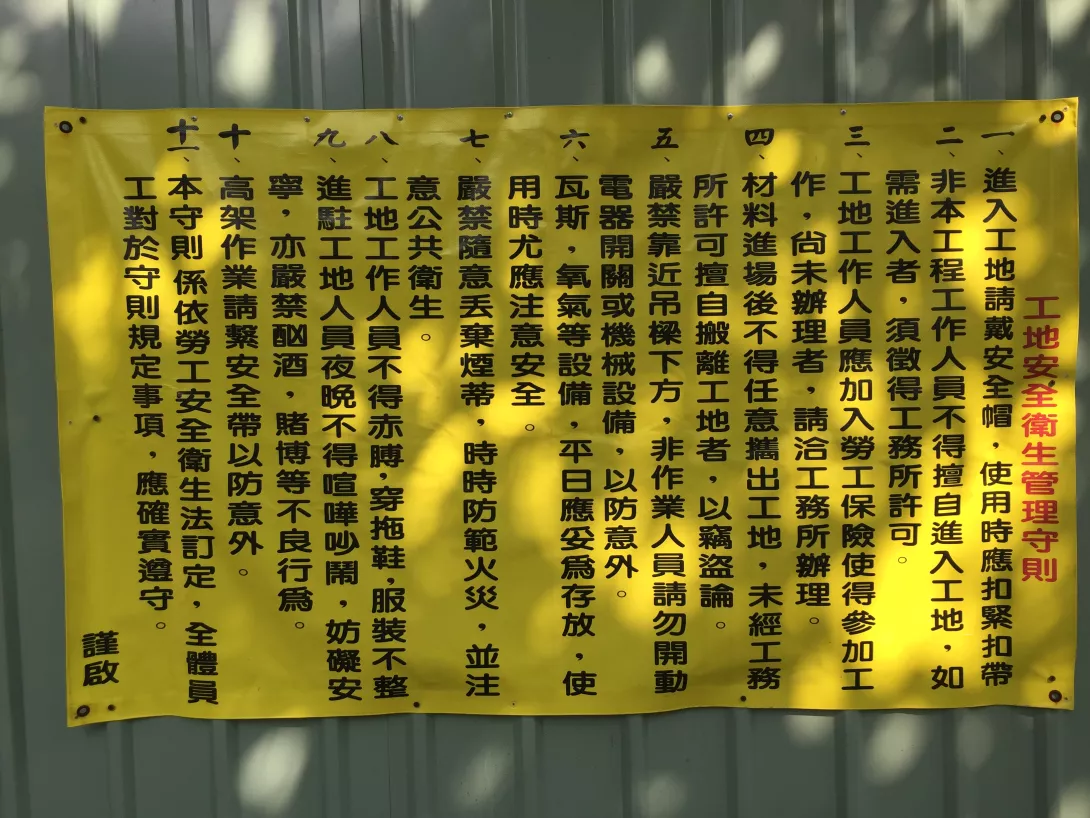 工地安全衛生管理守則
一、進入工地請戴安全帽，使用時應扣緊扣帶
二、非本工程工作人員不得擅自進入工地，如
需進入者，須徵得工務所許可。
三、工地工作人員應加入勞工保險使得參加工
作，尚未辦理者，請洽工務所辦理。
四、材料進場後不得任意攜出工地，未經工務
所許可擅自搬離工地者，以竊盜論。
五、嚴禁靠近吊樑下方，非作業人員請勿開動
電器開關或機械設備，以防意外。
六、瓦斯，氧氣等設備，平日應妥為存放，使
用時尤應注意安全。
七、嚴禁隨意丟棄煙蒂，時時防範火災，並注
意公共衛生。
八、工地工作人員不得赤膊，穿拖鞋，服裝不整
九、進駐工地人員夜晚不得喧嘩吵鬧，妨礙安
寧，亦嚴禁酗酒，賭博等不良行為。
十、高架作業請繫安全帶以防意外。
十一、本守則係依勞工安全衛生法訂定，全體員
工對於守則規定事項，應確實遵守。
謹啟